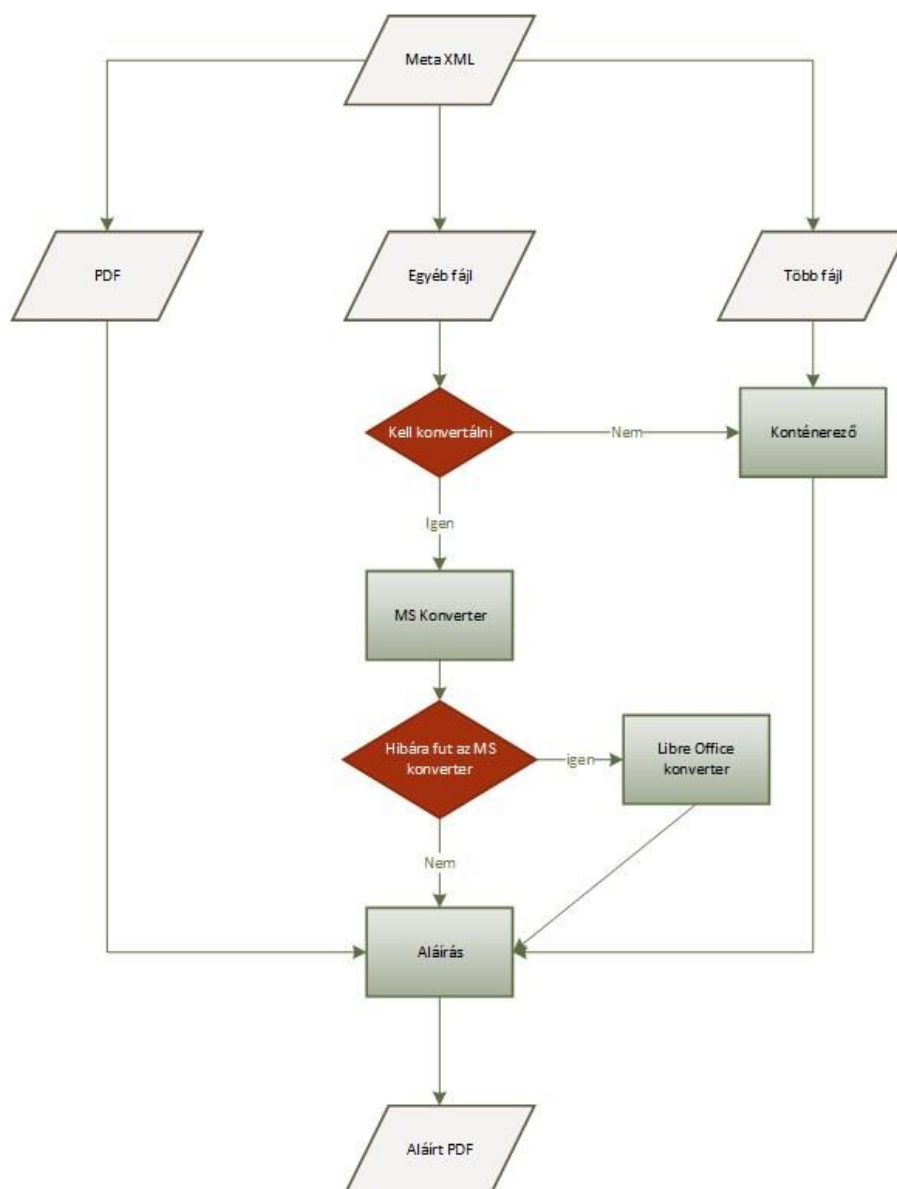 Meta XML
PDF
Egyéb fájl
Több fájl
Kell konvertálni
Nem
Konténerező
Igen
MS Konverter
Hibára fut az MS
konverter
igen
Libre Office
konverter
Nem
Aláírás
Aláírt PDF